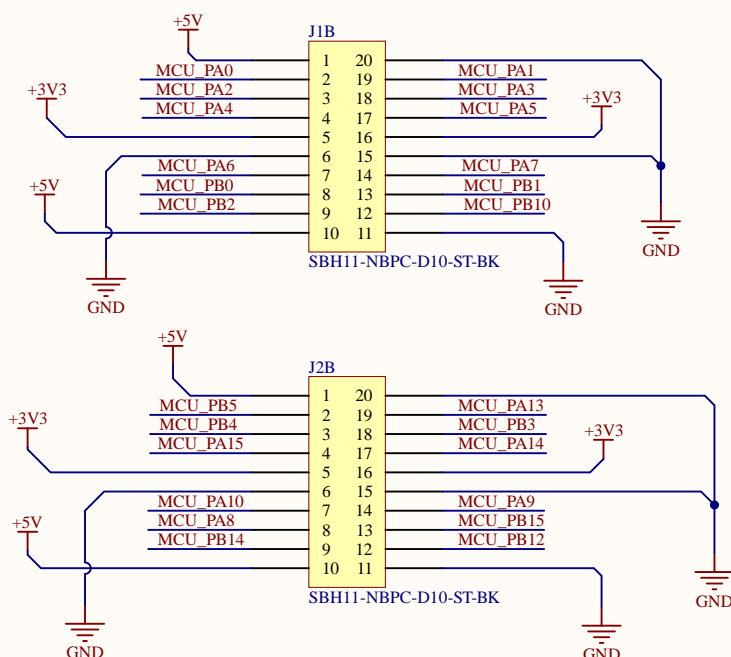 +5V
J1B
1 20
MCU_PA0 2 19 MCU_PA1
MCU_PA2 3 18 MCU_PA3
+3V3 MCU_PA4 4 17 MCU_PA5 +3V3
5 16
6 15
MCU_PA6 7 14 MCU_PA7
+5V MCU_PB0 8 13 MCU_PB1
MCU_PB2 9 12 MCU_PB10
10 11
GND
SBH11-NBPC-D10-ST-BK
GND
GND
+5V
J2B
1 20
MCU_PB5 2 19 MCU_PA13
+3V3 MCU_PB4 3 18 MCU_PB3 +3V3
MCU_PA15 4 17 MCU_PA14
5 16
6 15
MCU_PA10 7 14 MCU_PA9
+5V MCU_PA8 8 13 MCU_PB15
MCU_PB14 9 12 MCU_PB12
10 11
SBH11-NBPC-D10-ST-BK
GND
GND
GND